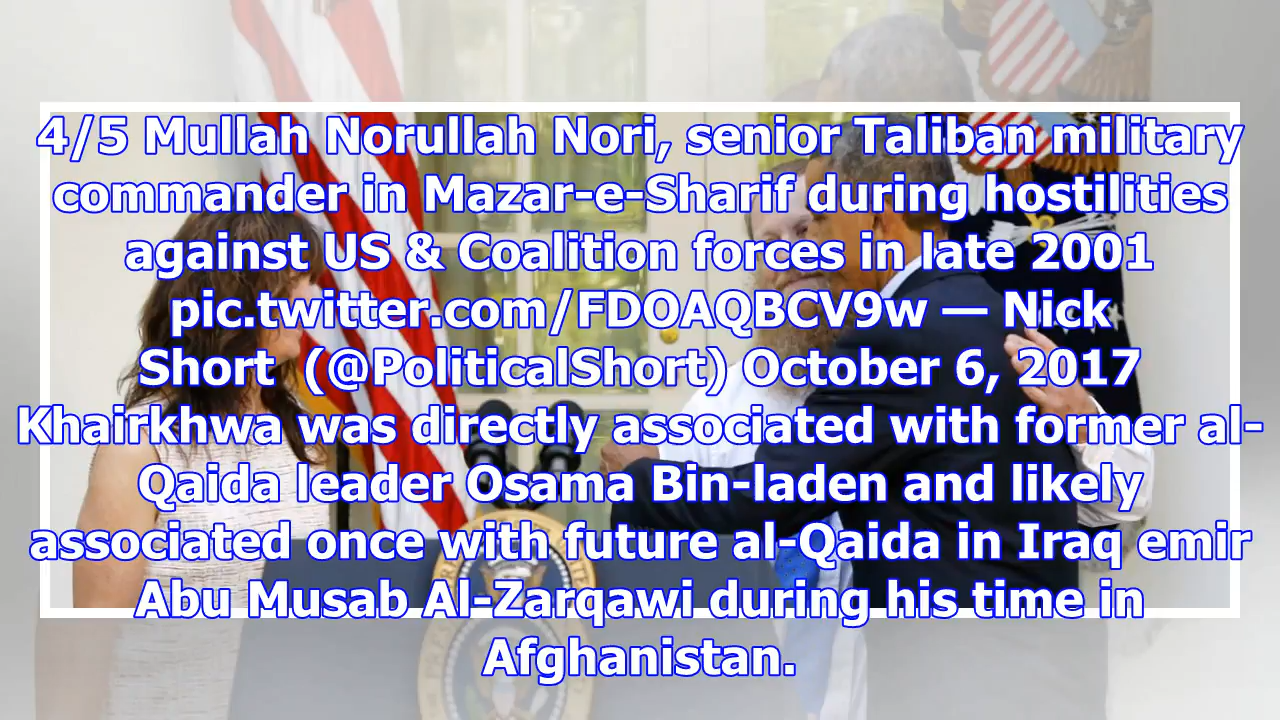 4/5 Mullah Norullah Nori, senior Taliban military
commander in Mazar-e-Sharif during hostilities
against US & Coalition forces in late 2001
pic.twitter.com/FDOAQBCV9w — Nick
Short  (@PoliticalShort) October 6, 2017
Khairkhwa was directly associated with former al-
Qaida leader Osama Bin-laden and likely
associated once with future al-Qaida in Iraq emir
Abu Musab Al-Zarqawi during his time in
Afghanistan.